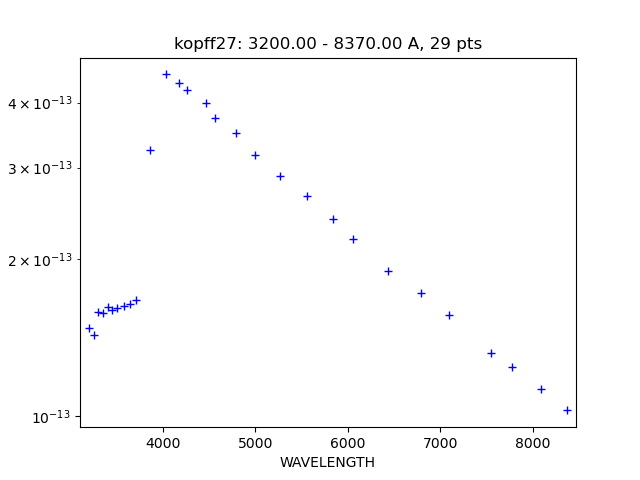 kopff27: 3200.00 - 8370.00 A, 29 pts
4 × 10⁻¹³
3 × 10⁻¹³
2 × 10⁻¹³
10⁻¹³
4000 5000 6000 7000 8000
WAVELENGTH